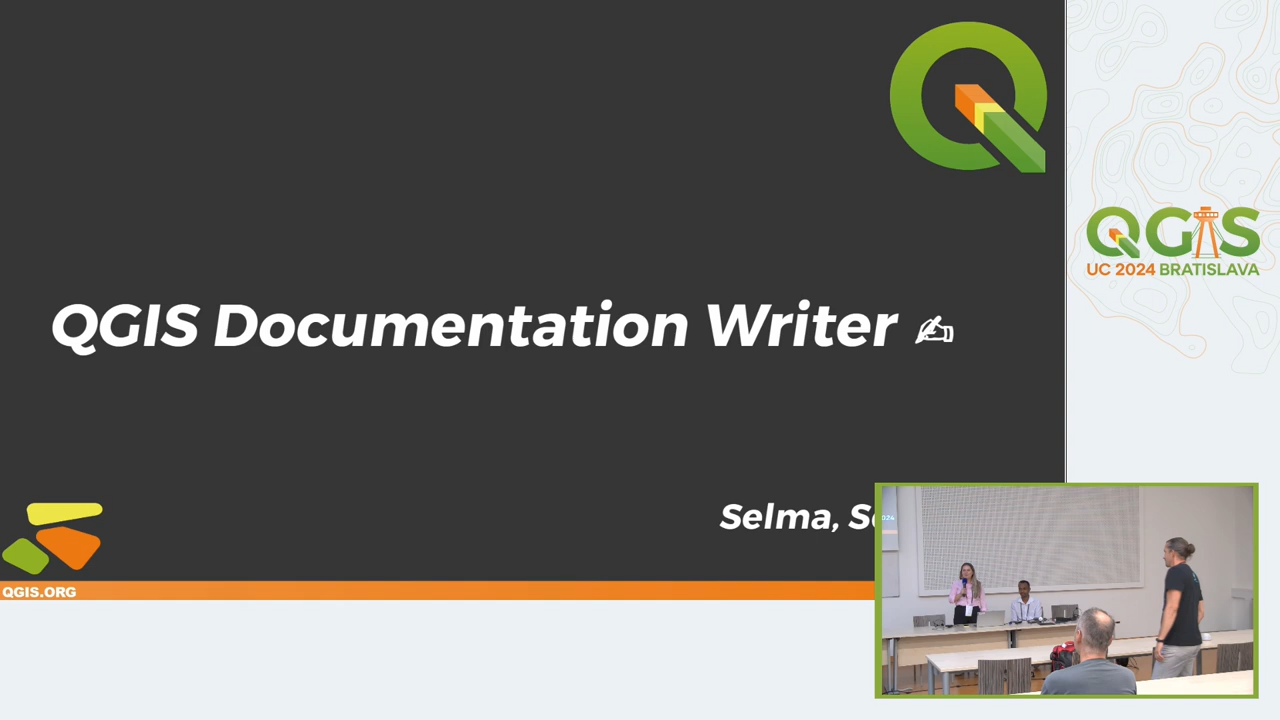 QGIS Documentation Writer ✍
QGIS
UC 2024 BRATISLAVA
Selma,
QGIS.ORG